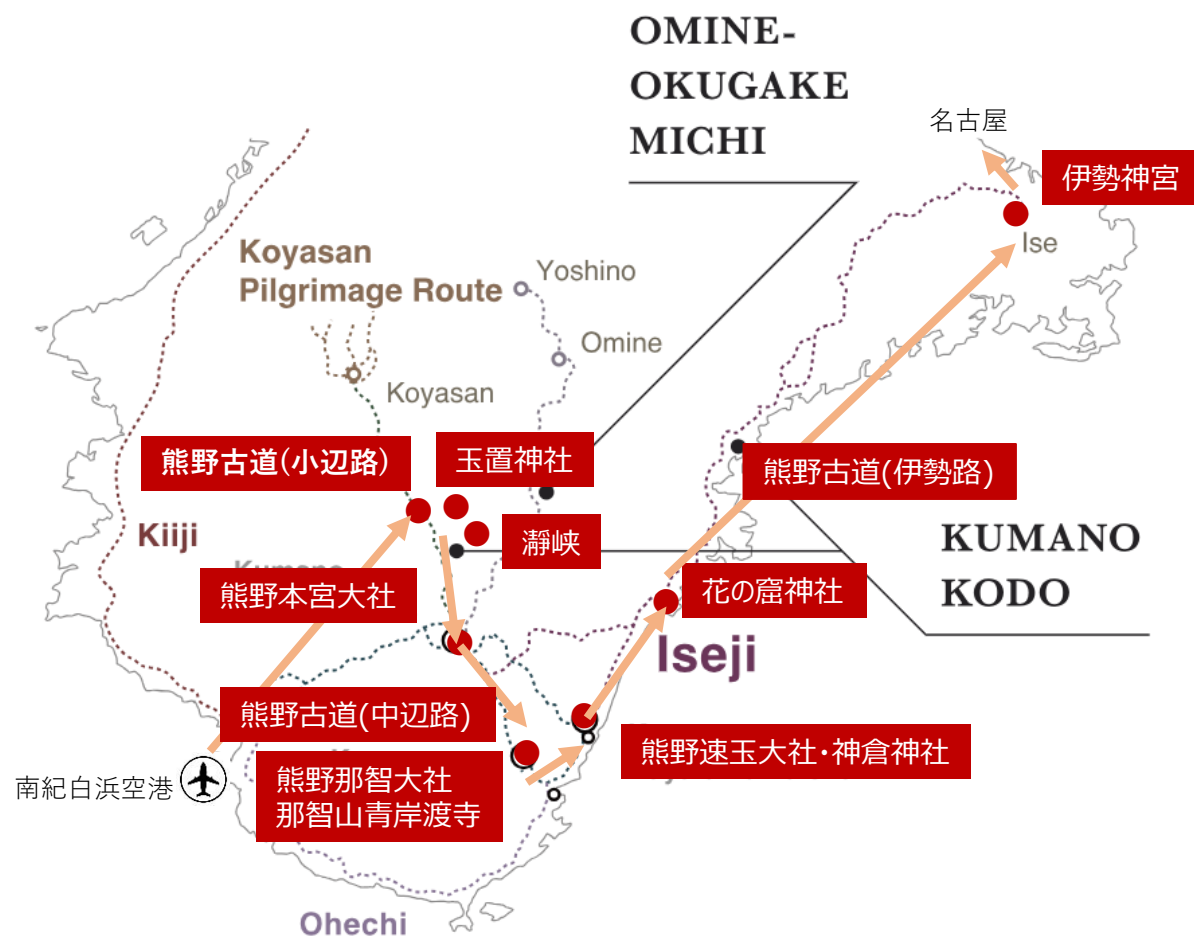 OMINE-
OKUGAKE
MICHI
名古屋
伊勢神宮
Ise
Koyasan
Pilgrimage Route
Yoshino
Omine
Koyasan
熊野古道(小辺路)
玉置神社
熊野古道(伊勢路)
Kiiji
瀞峡
KUMANO
KODO
熊野本宮大社
花の窟神社
Iseji
熊野古道(中辺路)
熊野速玉大社・神倉神社
南紀白浜空港
熊野那智大社
那智山青岸渡寺
Ohechi